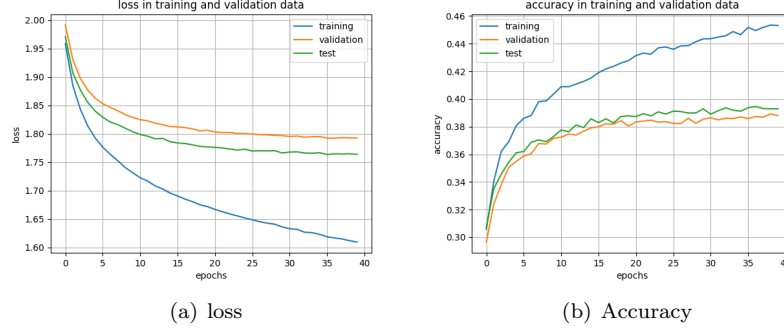 loss in training and validation data
2.00
1.95
1.90
1.85
1.80
1.75
1.70
1.65
1.60
loss
training
validation
test
0 5 10 15 20 25 30 35 40
epochs
(a) loss
accuracy in training and validation data
0.46
0.44
0.42
0.40
0.38
0.36
0.34
0.32
0.30
accuracy
training
validation
test
0 5 10 15 20 25 30 35 40
epochs
(b) Accuracy